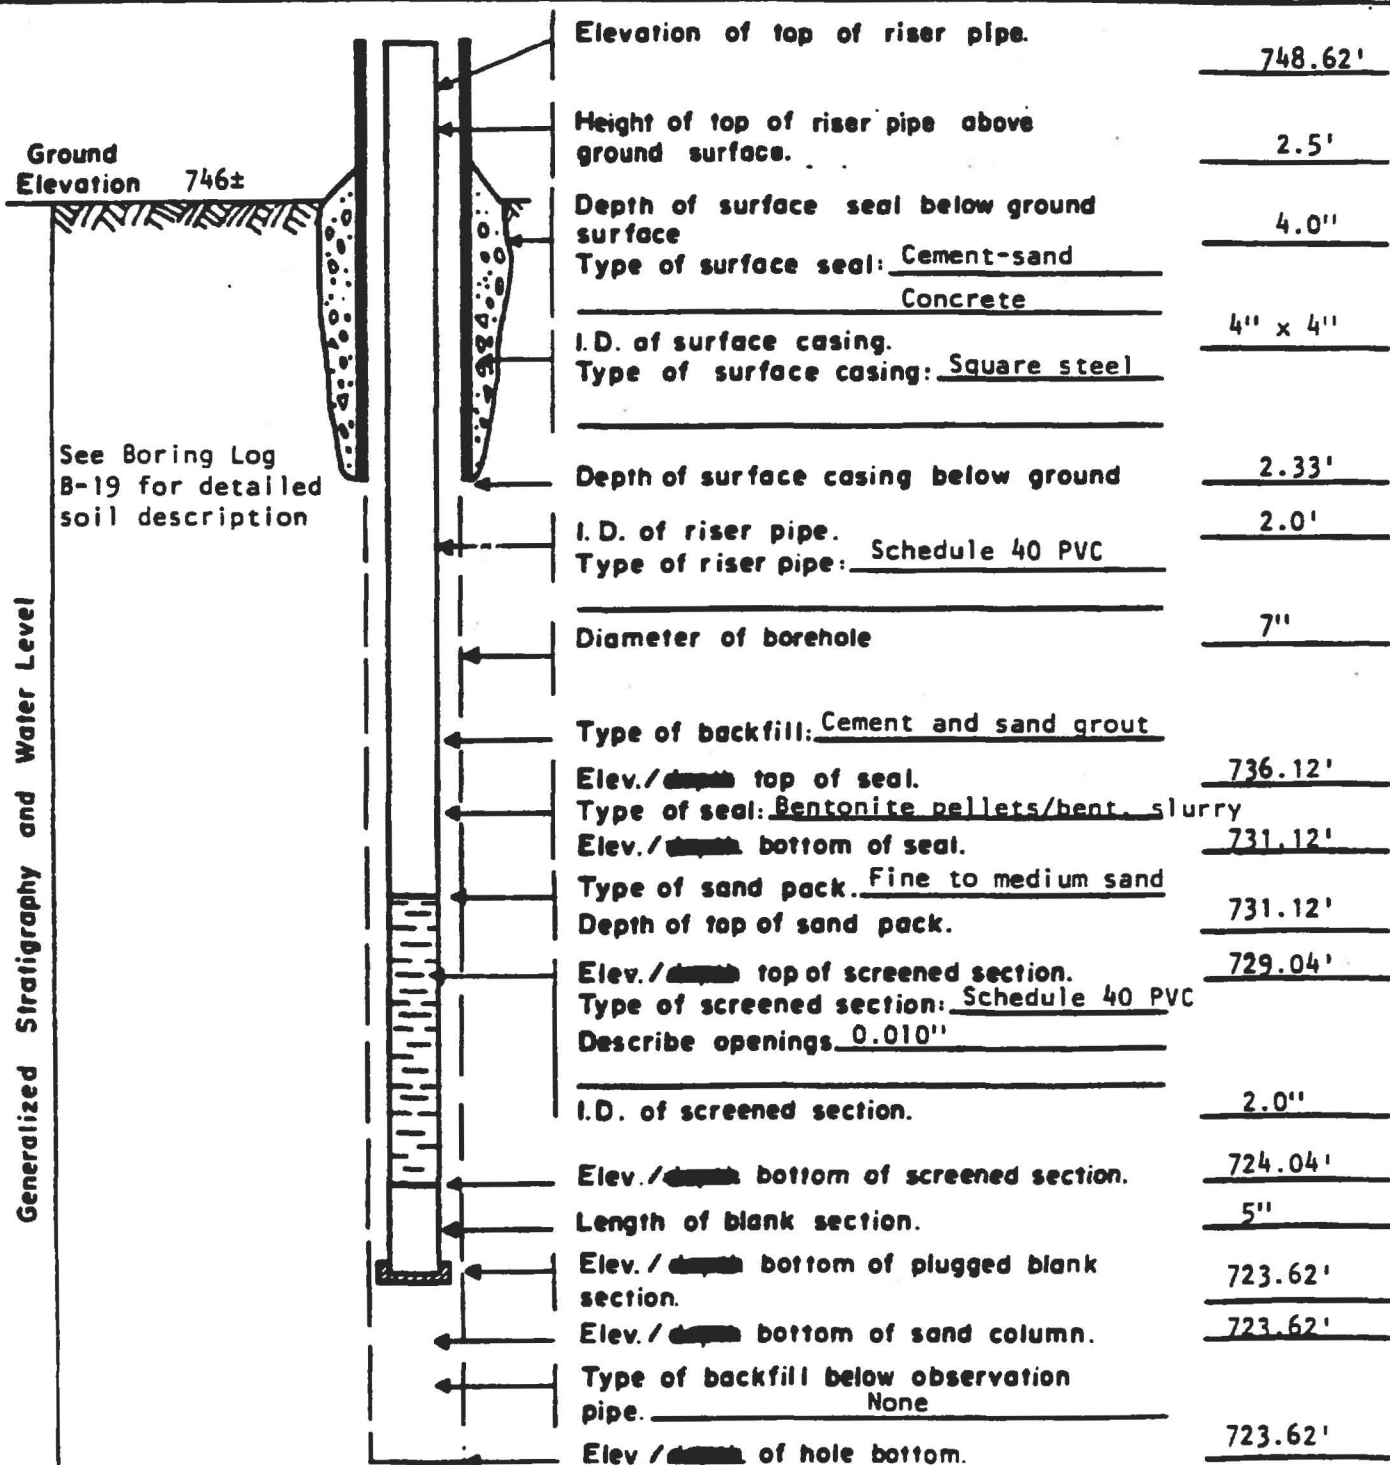 Elevation of top of riser pipe.
748.62'
Height of top of riser pipe above
ground surface.
2.5'
Ground
Elevation 746±
Depth of surface seal below ground
surface
4.0"
Type of surface seal: Cement-sand
Concrete
I.D. of surface casing.
4" x 4"
Type of surface casing: Square steel
See Boring Log
B-19 for detailed
soil description
Depth of surface casing below ground
2.33'
I.D. of riser pipe.
2.0'
Type of riser pipe: Schedule 40 PVC
Diameter of borehole
7"
Generalized Stratigraphy and Water Level
Type of backfill: Cement and sand grout
Elev./ top of seal.
736.12'
Type of seal: Bentonite pellets/bent. slurry
Elev./ bottom of seal.
731.12'
Type of sand pack. Fine to medium sand
Depth of top of sand pack.
731.12'
Elev./ top of screened section.
729.04'
Type of screened section: Schedule 40 PVC
Describe openings 0.010"
I.D. of screened section.
2.0"
Elev./ bottom of screened section.
724.04'
Length of blank section.
5"
Elev./ bottom of plugged blank
section.
723.62'
Elev./ bottom of sand column.
723.62'
Type of backfill below observation
pipe. None
Elev/ of hole bottom.
723.62'